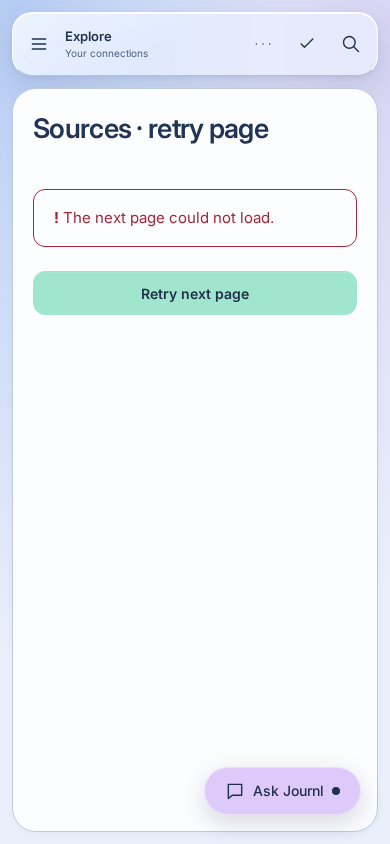 Explore
Your connections
...
Sources · retry page
! The next page could not load.
Retry next page
Ask Journl